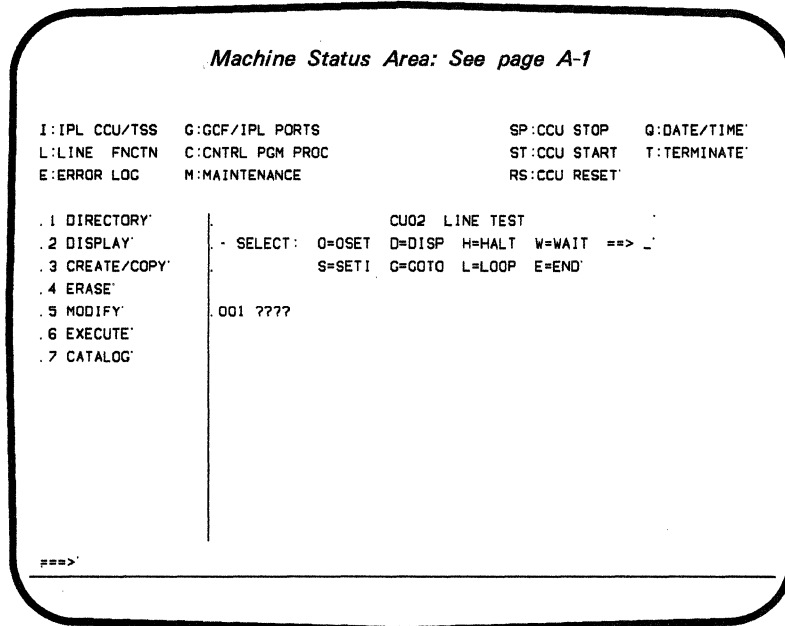 Machine Status Area: See page A-1
I:IPL CCU/TSS G:GCF/IPL PORTS SP:CCU STOP Q:DATE/TIME
L:LINE FNCTN C:CNTRL PGM PROC ST:CCU START T:TERMINATE
E:ERROR LOG M:MAINTENANCE RS:CCU RESET
.1 DIRECTORY . CU02 LINE TEST
.2 DISPLAY . - SELECT: O=OSET D=DISP H=HALT W=WAIT ==> _
.3 CREATE/COPY . S=SETI G=GOTO L=LOOP E=END
.4 ERASE
.5 MODIFY .001 ????
.6 EXECUTE
.7 CATALOG
===>